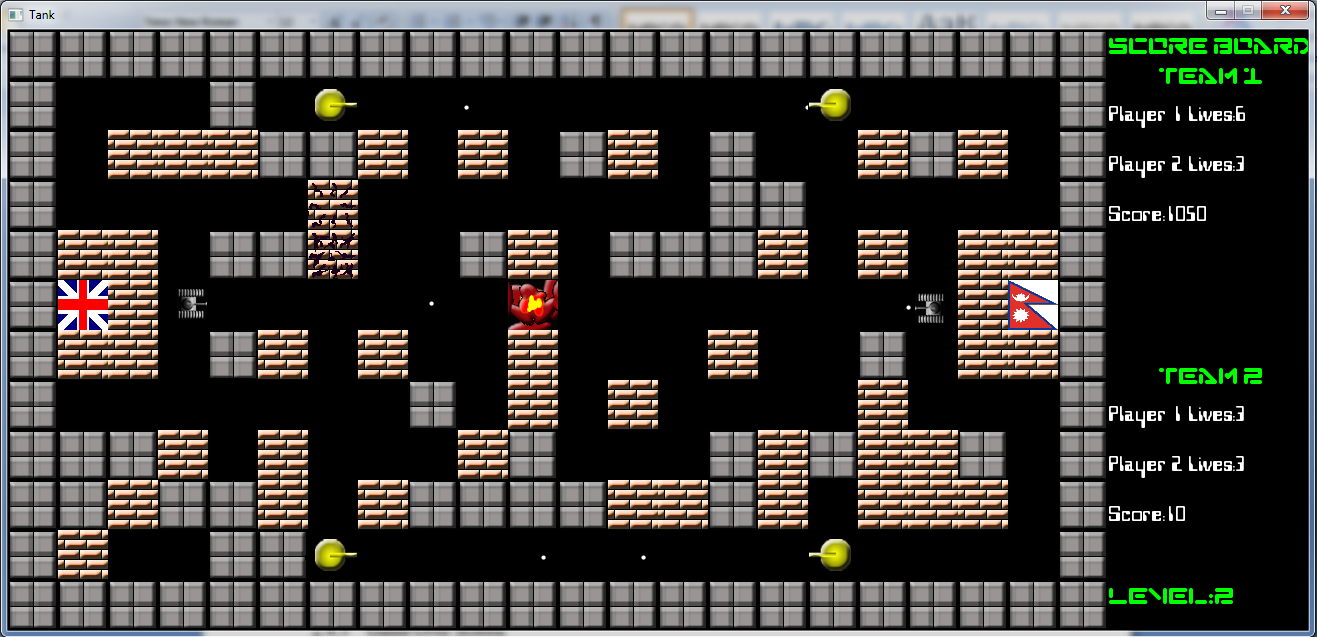 Tank
SCORE BOARD
TEAM 1
Player 1 Lives:6
Player 2 Lives:3
Score:1050
TEAM 2
Player 1 Lives:3
Player 2 Lives:3
Score:10
LEVEL:2